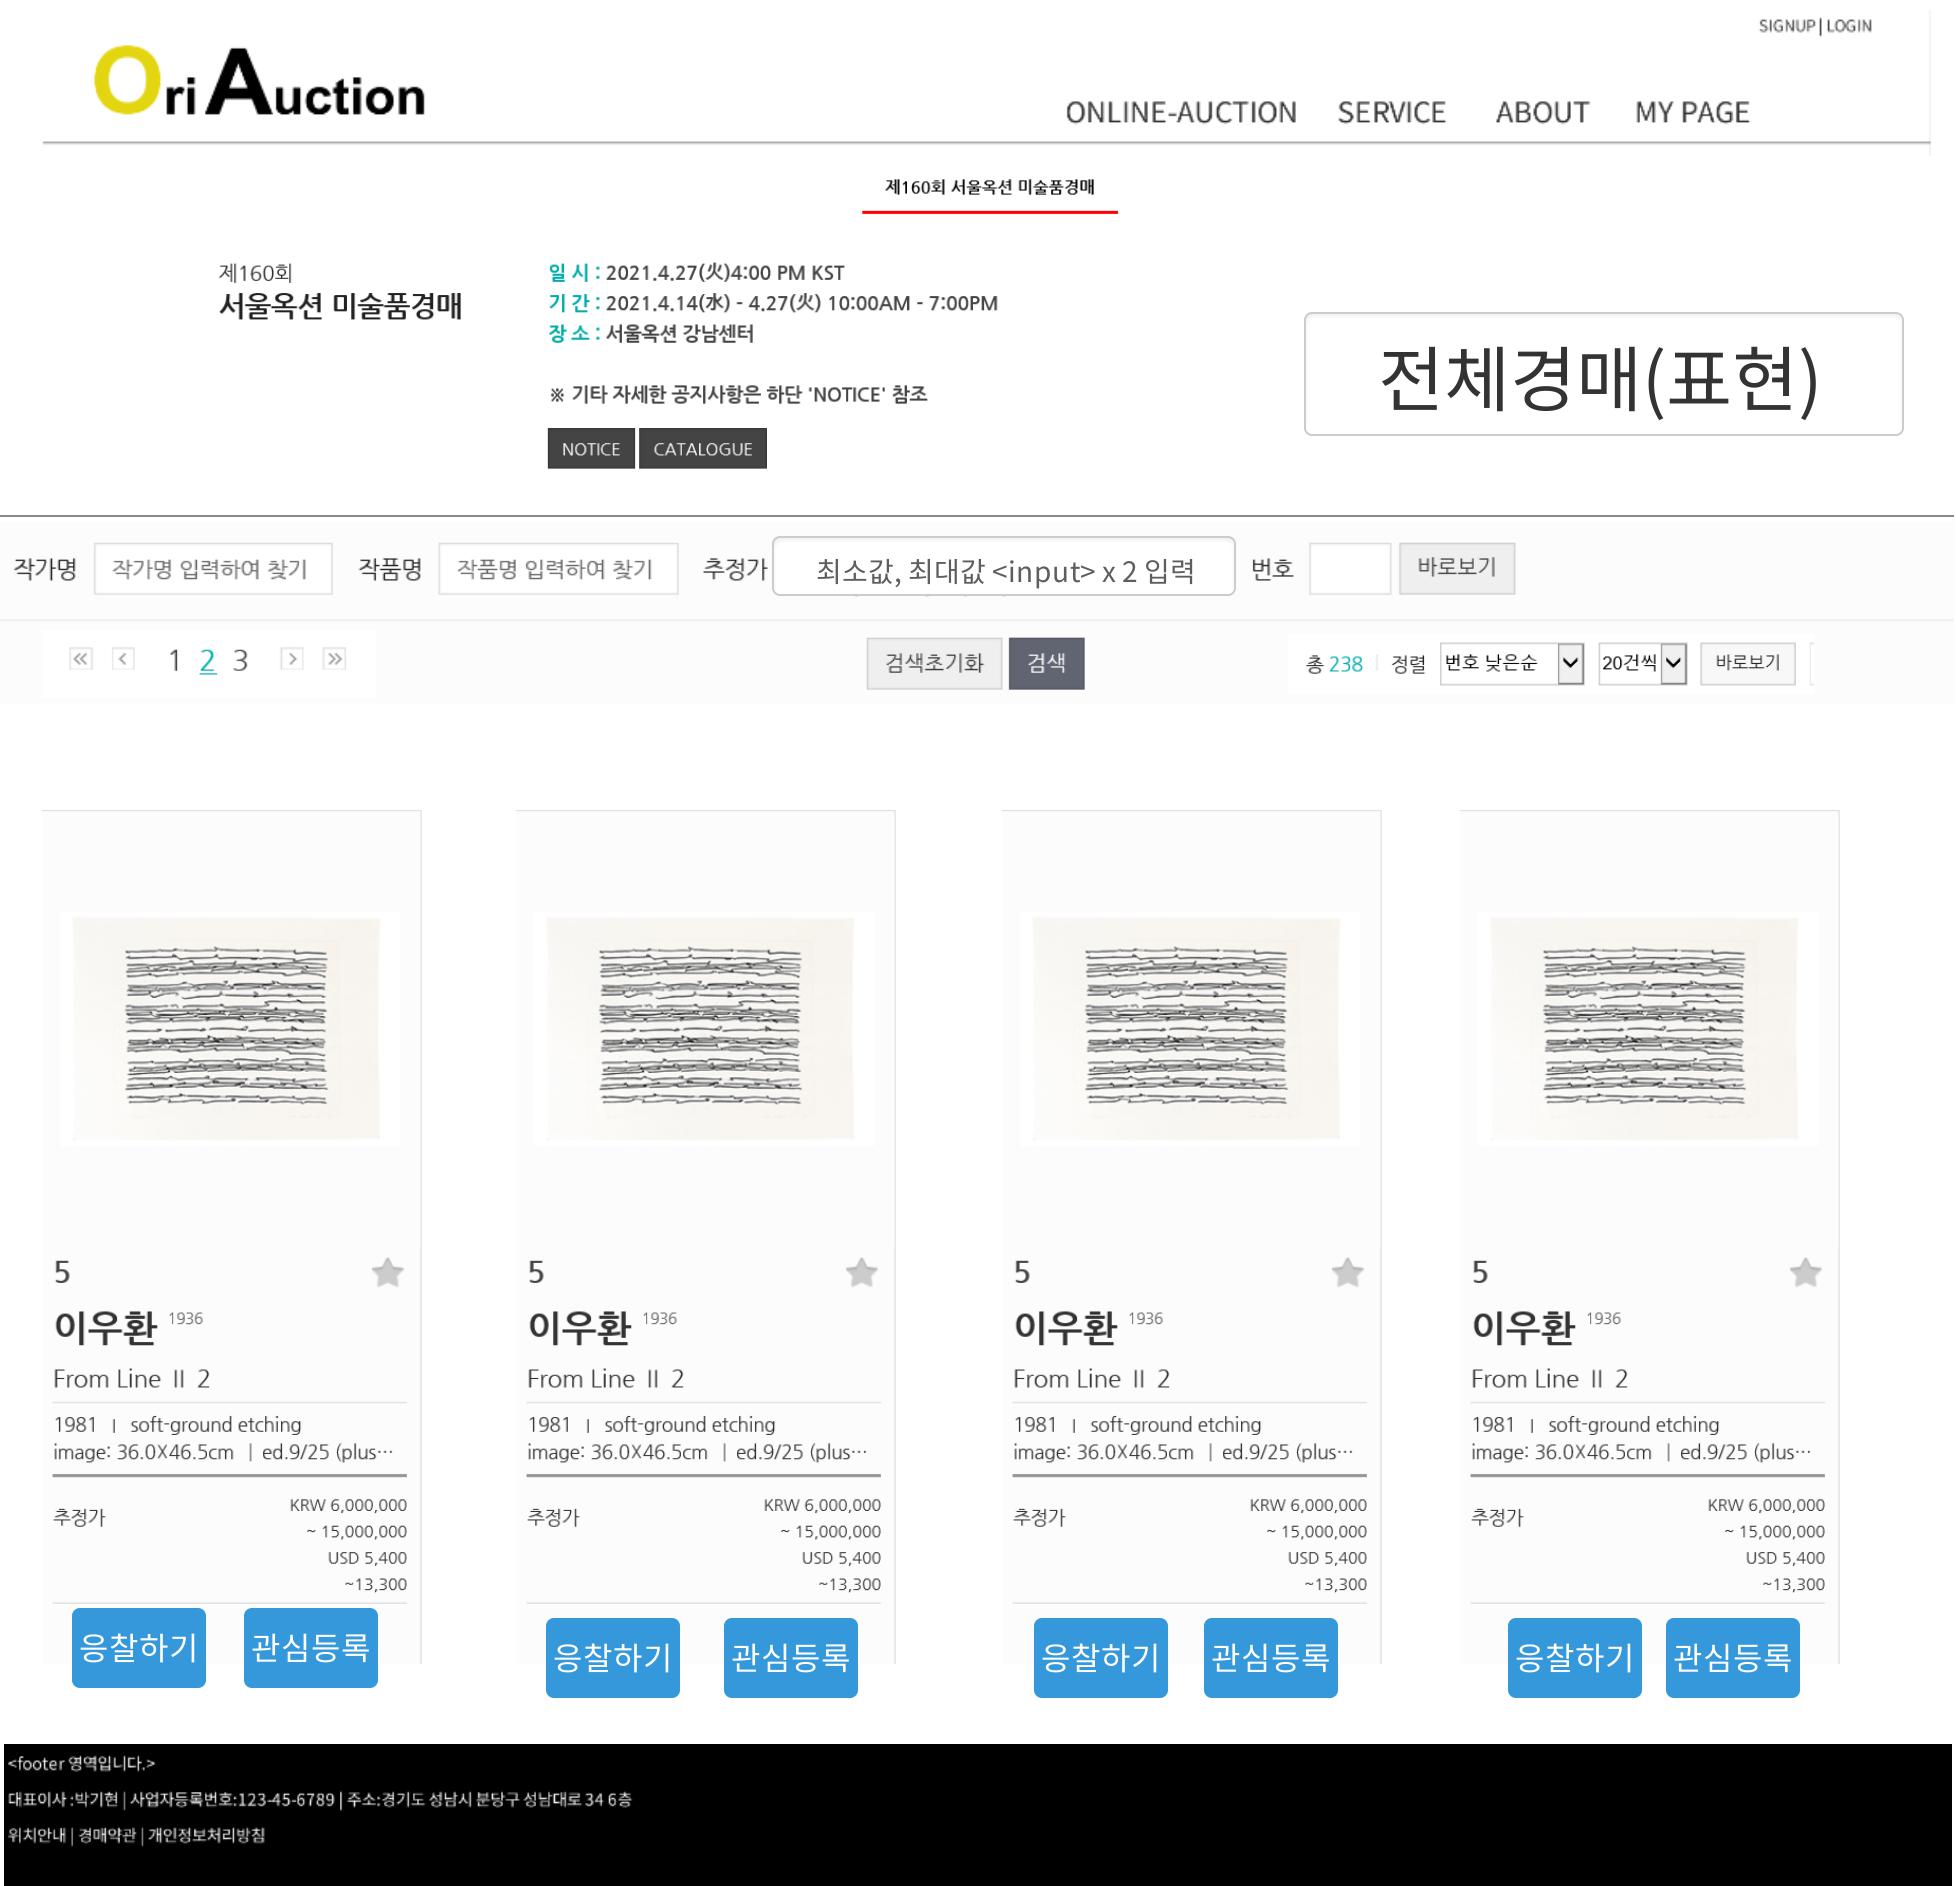 SIGNUP | LOGIN
Ori Auction
ONLINE-AUCTION SERVICE ABOUT MY PAGE
제160회 서울옥션 미술품경매
제160회
서울옥션 미술품경매
일 시 : 2021.4.27(火)4:00 PM KST
기 간 : 2021.4.14(水) - 4.27(火) 10:00AM - 7:00PM
장 소 : 서울옥션 강남센터
※ 기타 자세한 공지사항은 하단 'NOTICE' 참조
NOTICE CATALOGUE
전체경매(표현)
작가명 작가명 입력하여 찾기 작품명 작품명 입력하여 찾기 추정가 최소값, 최대값 <input> x 2 입력 번호 바로보기
« < 1 2 3 > » 검색초기화 검색 총 238 정렬 번호 낮은순 20건씩 바로보기
5
이우환 1936
From Line Ⅱ 2
1981 | soft-ground etching
image: 36.0X46.5cm | ed.9/25 (plus···
추정가 KRW 6,000,000
~ 15,000,000
USD 5,400
~13,300
응찰하기 관심등록
5
이우환 1936
From Line Ⅱ 2
1981 | soft-ground etching
image: 36.0X46.5cm | ed.9/25 (plus···
추정가 KRW 6,000,000
~ 15,000,000
USD 5,400
~13,300
응찰하기 관심등록
5
이우환 1936
From Line Ⅱ 2
1981 | soft-ground etching
image: 36.0X46.5cm | ed.9/25 (plus···
추정가 KRW 6,000,000
~ 15,000,000
USD 5,400
~13,300
응찰하기 관심등록
5
이우환 1936
From Line Ⅱ 2
1981 | soft-ground etching
image: 36.0X46.5cm | ed.9/25 (plus···
추정가 KRW 6,000,000
~ 15,000,000
USD 5,400
~13,300
응찰하기 관심등록
<footer 영역입니다.>
대표이사 :박기현 | 사업자등록번호:123-45-6789 | 주소:경기도 성남시 분당구 성남대로 34 6층
위치안내 | 경매약관 | 개인정보처리방침